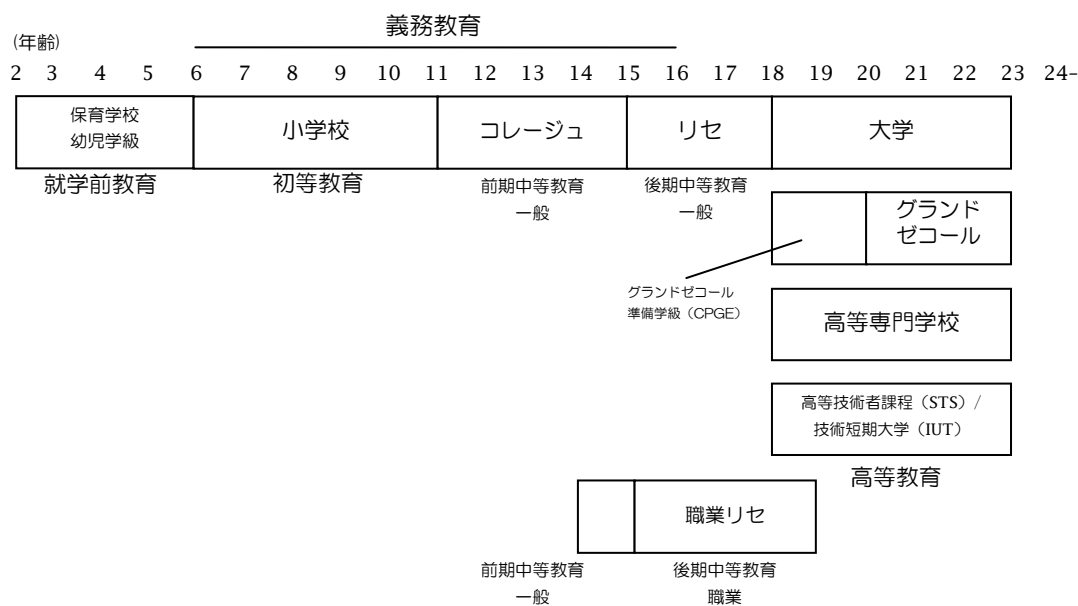 義務教育
(年齢)
2 3 4 5 6 7 8 9 10 11 12 13 14 15 16 17 18 19 20 21 22 23 24-
保育学校
幼児学級
小学校
コレージュ
リセ
大学
就学前教育
初等教育
前期中等教育
一般
後期中等教育
一般
グランド
ゼコール
グランドゼコール
準備学級（CPGE）
高等専門学校
高等技術者課程（STS）/
技術短期大学（IUT）
高等教育
職業リセ
前期中等教育
一般
後期中等教育
職業